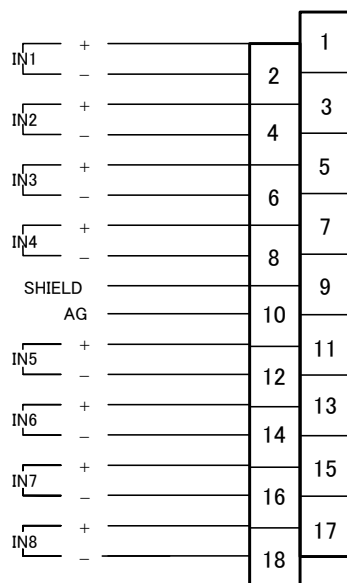 1
IN1 +
− 2
IN2 + 3
− 4
IN3 + 5
− 6
IN4 + 7
− 8
SHIELD 9
AG 10
IN5 + 11
− 12
IN6 + 13
− 14
IN7 + 15
− 16
IN8 + 17
− 18